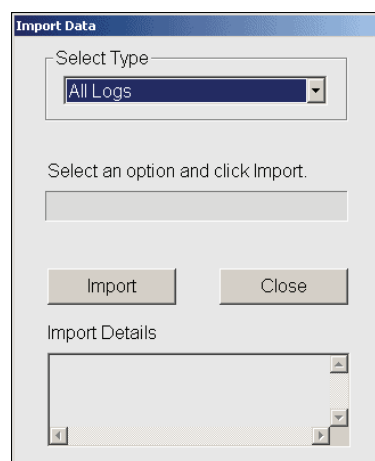 Import Data
Select Type
All Logs
Select an option and click Import.
Import
Close
Import Details